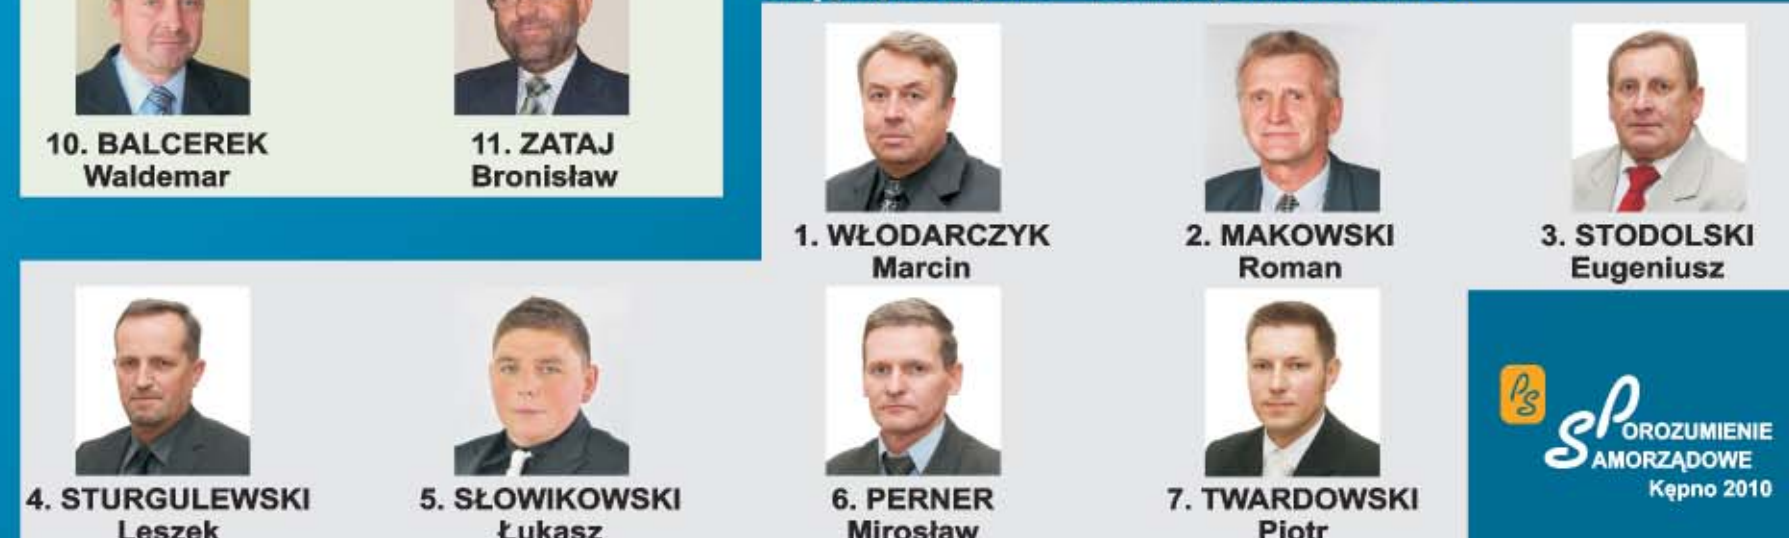 10. BALCEREK
Waldemar
11. ZATAJ
Bronisław
1. WŁODARCZYK
Marcin
2. MAKOWSKI
Roman
3. STODOLSKI
Eugeniusz
4. STURGULEWSKI
Leszek
5. SŁOWIKOWSKI
Łukasz
6. PERNER
Mirosław
7. TWARDOWSKI
Piotr
PS
POROZUMIENIE
SAMORZĄDOWE
Kępno 2010